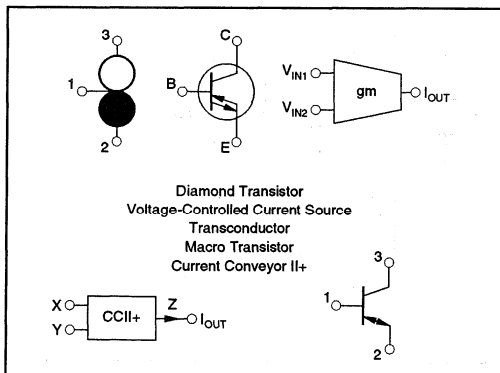 3
1
2
C
B
E
VIN1
VIN2
gm
IOUT
Diamond Transistor
Voltage-Controlled Current Source
Transconductor
Macro Transistor
Current Conveyor II+
X
Y
CCII+
Z
IOUT
3
1
2